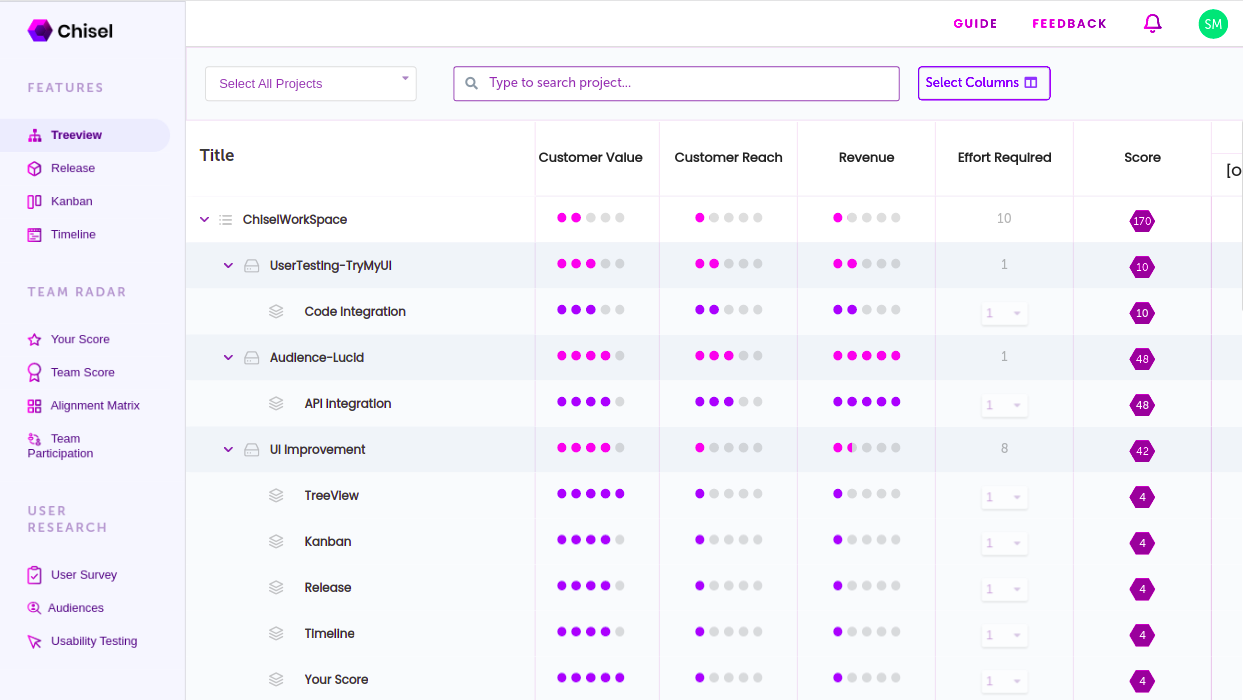 Chisel
GUIDE
FEEDBACK
SM
FEATURES
Treeview
Release
Kanban
Timeline
TEAM RADAR
Your Score
Team Score
Alignment Matrix
Team
Participation
USER
RESEARCH
User Survey
Audiences
Usability Testing
Select All Projects
Type to search project...
Select Columns
Title
Customer Value
Customer Reach
Revenue
Effort Required
Score
[O
ChiselWorkSpace
10
170
UserTesting-TryMyUI
1
10
Code Integration
1
10
Audience-Lucid
1
48
API Integration
1
48
UI Improvement
8
42
TreeView
1
4
Kanban
1
4
Release
1
4
Timeline
1
4
Your Score
1
4